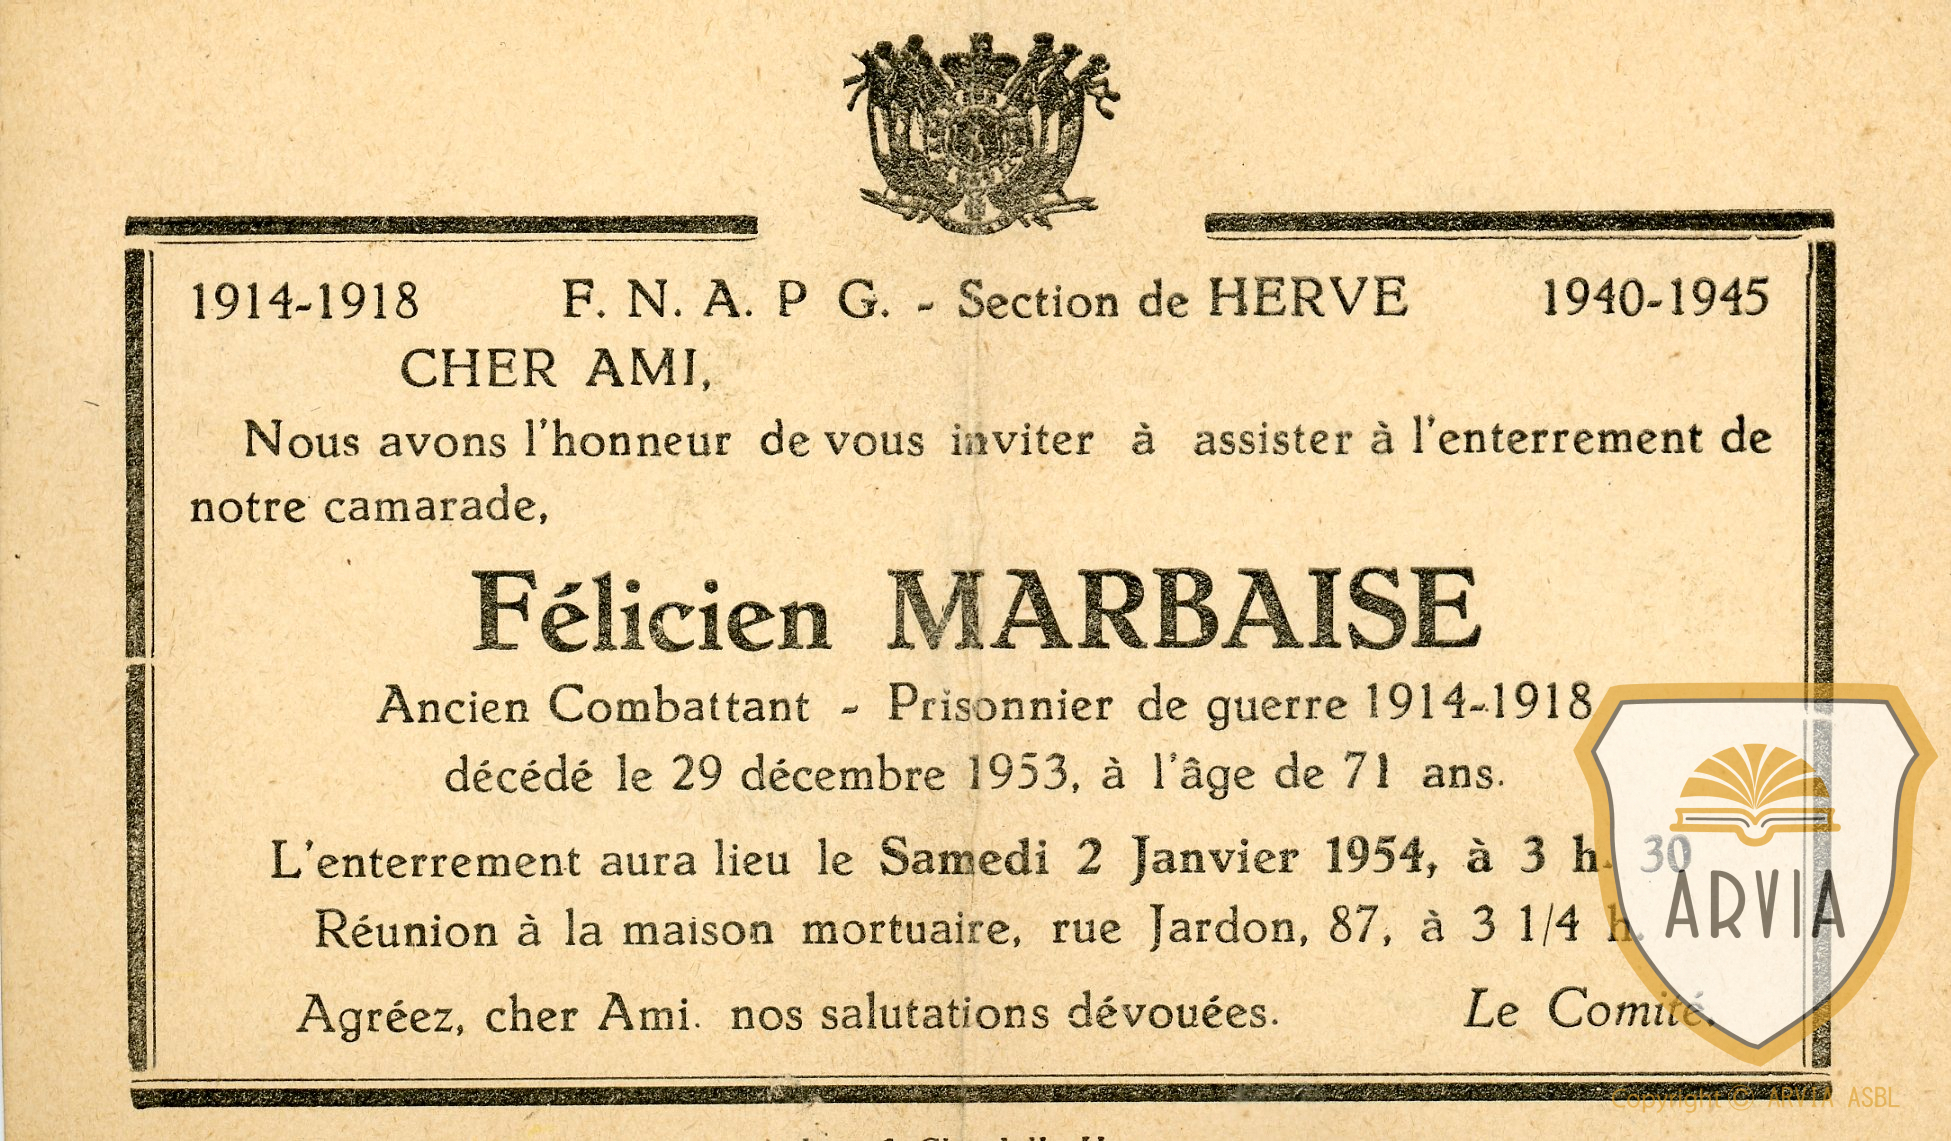 1914-1918 F. N. A. P G. - Section de HERVE 1940-1945
CHER AMI,
Nous avons l'honneur de vous inviter à assister à l'enterrement de
notre camarade,
Félicien MARBAISE
Ancien Combattant - Prisonnier de guerre 1914-1918
décédé le 29 décembre 1953, à l'âge de 71 ans.
L'enterrement aura lieu le Samedi 2 Janvier 1954, à 3 h. 30
Réunion à la maison mortuaire, rue Jardon, 87, à 3 1/4 h.
Agréez, cher Ami. nos salutations dévouées. Le Comité.
ARVIA
Copyright © ARVIA ASBL